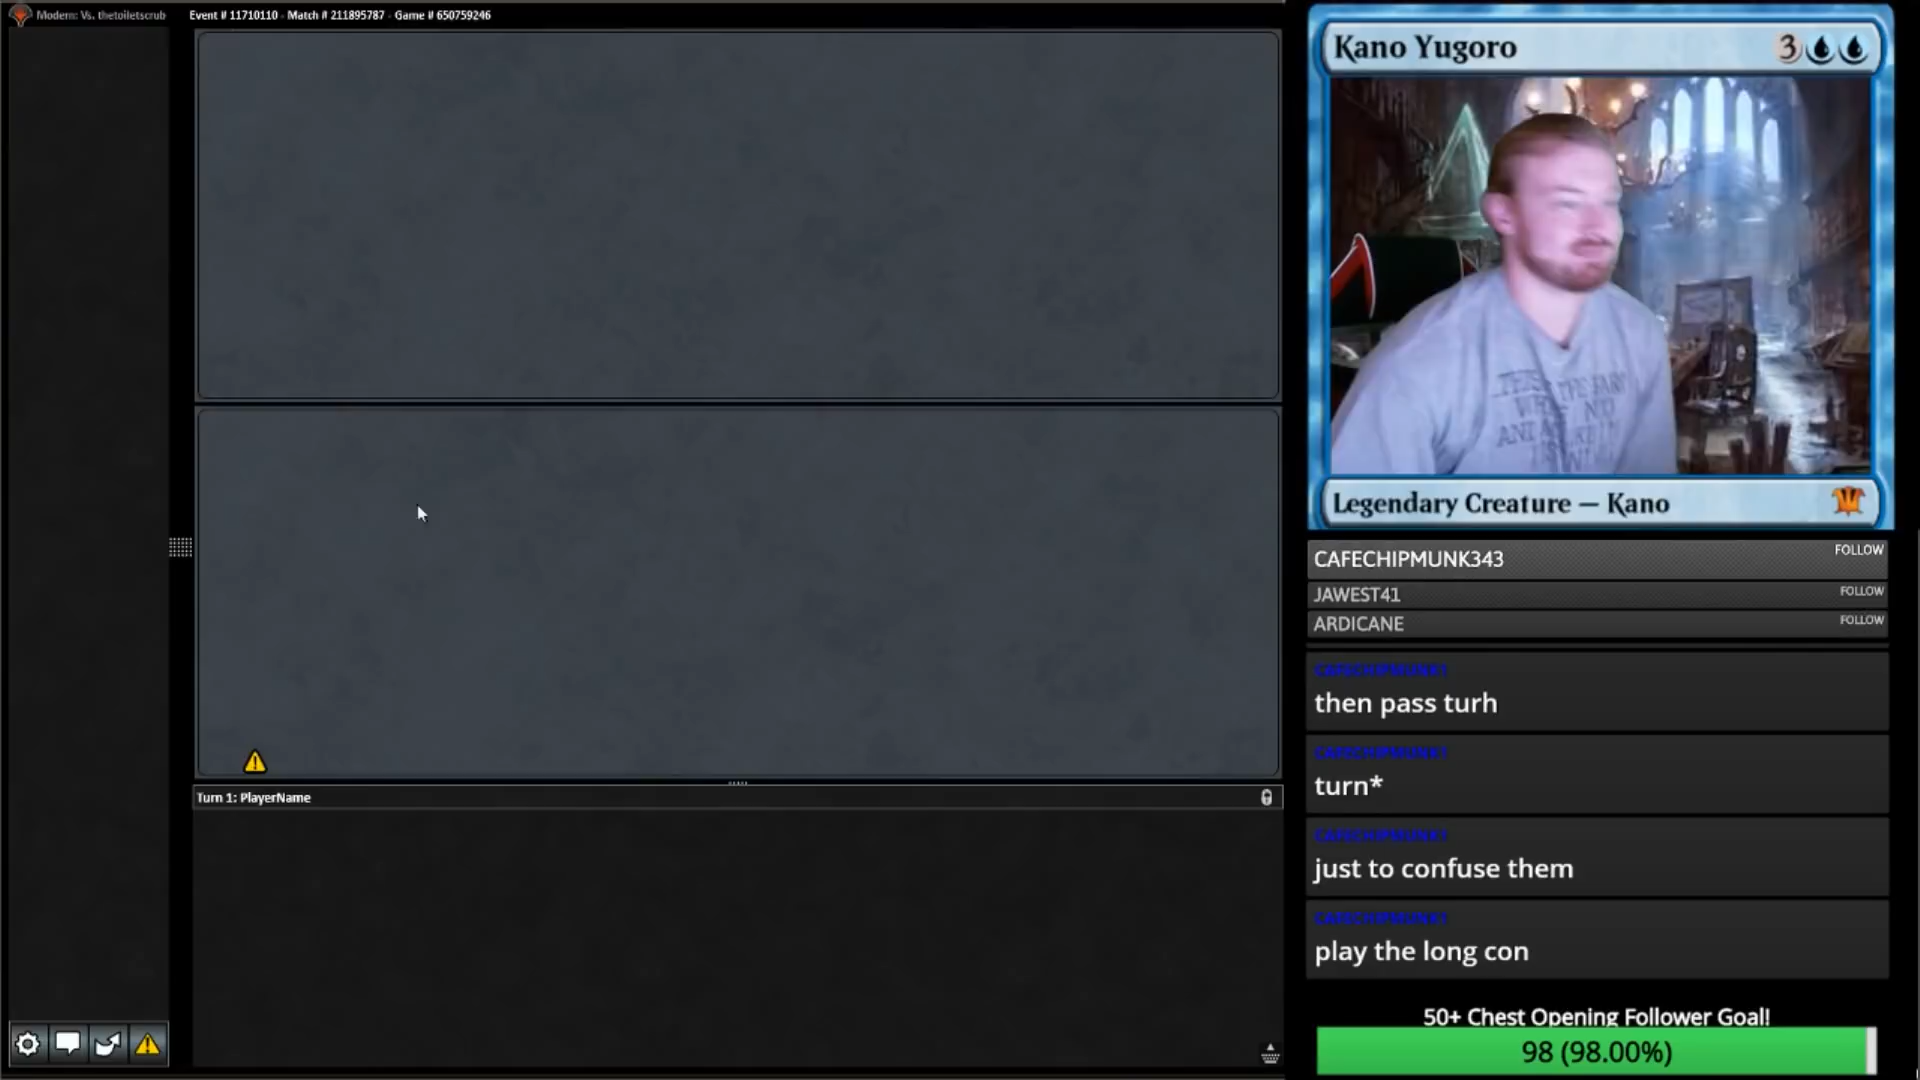 Modern: Vs. thetoiletscrub
Event # 11710110 - Match # 211895787 - Game # 650759246
Turn 1: PlayerName
Kano Yugoro
3
Legendary Creature — Kano
CAFECHIPMUNK343 FOLLOW
JAWEST41 FOLLOW
ARDICANE FOLLOW
then pass turh
turn*
just to confuse them
play the long con
50+ Chest Opening Follower Goal!
98 (98.00%)